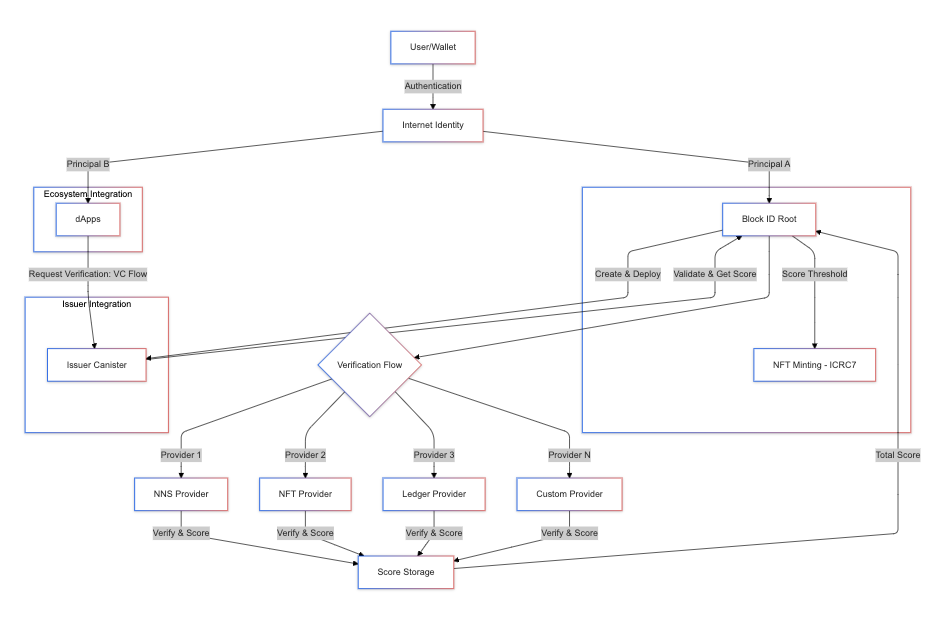 User/Wallet
Authentication
Internet Identity
Principal B
Principal A
Ecosystem Integration
dApps
Block ID Root
Request Verification: VC Flow
Create & Deploy
Validate & Get Score
Score Threshold
Issuer Integration
Issuer Canister
Verification Flow
NFT Minting - ICRC7
Provider 1
Provider 2
Provider 3
Provider N
Total Score
NNS Provider
NFT Provider
Ledger Provider
Custom Provider
Verify & Score
Verify & Score
Verify & Score
Verify & Score
Score Storage